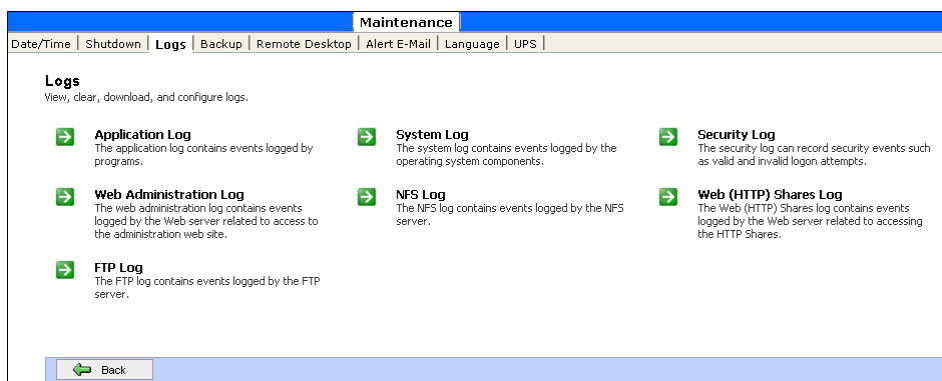 Maintenance
Date/Time | Shutdown | Logs | Backup | Remote Desktop | Alert E-Mail | Language | UPS |
Logs
View, clear, download, and configure logs.
Application Log
The application log contains events logged by
programs.
System Log
The system log contains events logged by the
operating system components.
Security Log
The security log can record security events such
as valid and invalid logon attempts.
Web Administration Log
The web administration log contains events
logged by the Web server related to access to
the administration web site.
NFS Log
The NFS log contains events logged by the NFS
server.
Web (HTTP) Shares Log
The Web (HTTP) Shares log contains events
logged by the Web server related to accessing
the HTTP Shares.
FTP Log
The FTP log contains events logged by the FTP
server.
Back